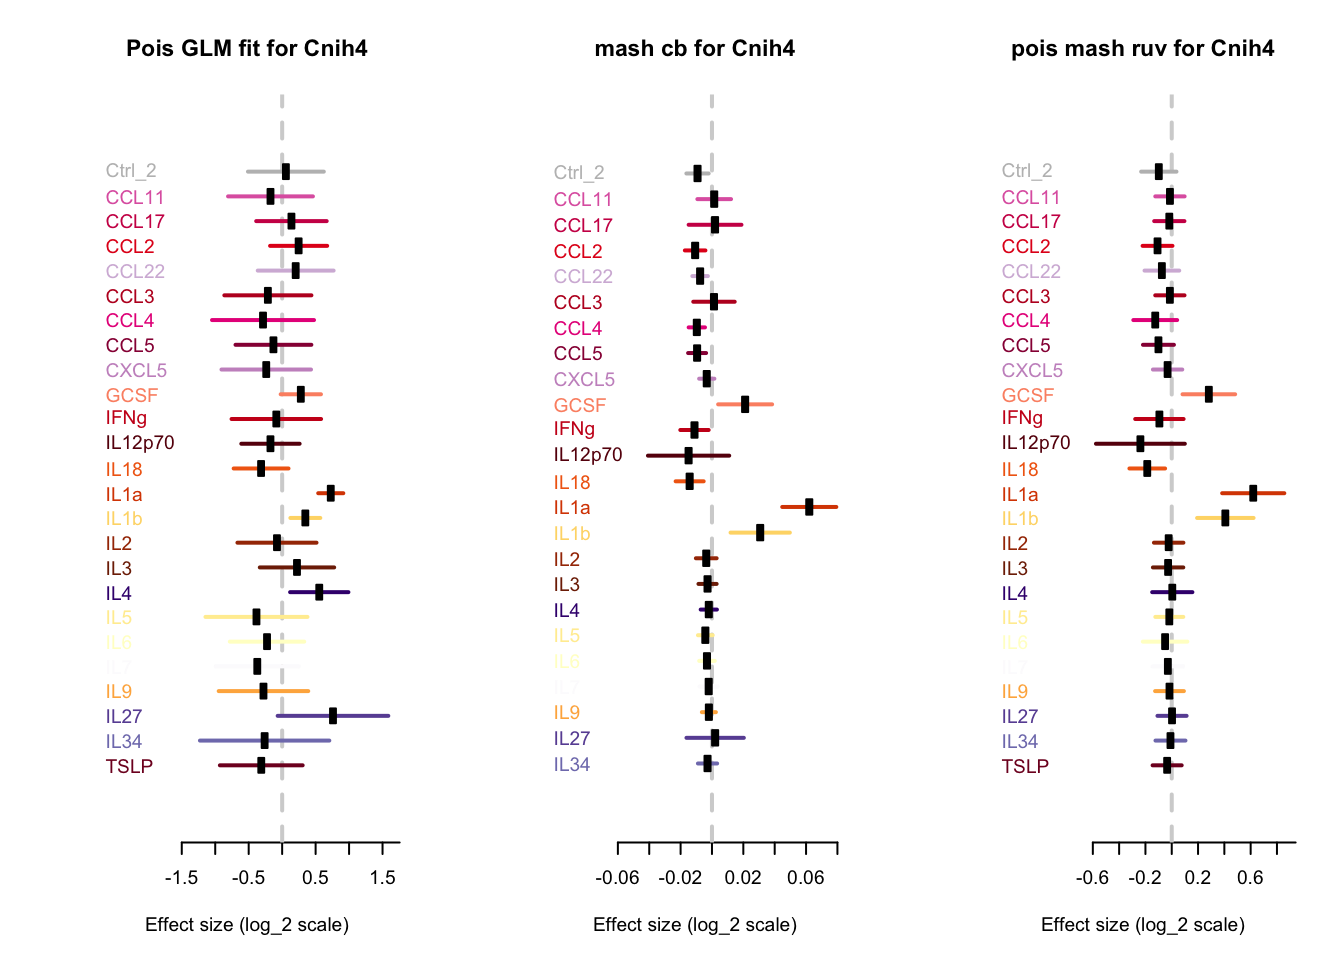 Pois GLM fit for Cnih4
Ctrl_2
CCL11
CCL17
CCL2
CCL22
CCL3
CCL4
CCL5
CXCL5
GCSF
IFNg
IL12p70
IL18
IL1a
IL1b
IL2
IL3
IL4
IL5
IL6
IL7
IL9
IL27
IL34
TSLP
-1.5 -0.5 0.5 1.5
Effect size (log_2 scale)
mash cb for Cnih4
Ctrl_2
CCL11
CCL17
CCL2
CCL22
CCL3
CCL4
CCL5
CXCL5
GCSF
IFNg
IL12p70
IL18
IL1a
IL1b
IL2
IL3
IL4
IL5
IL6
IL7
IL9
IL27
IL34
-0.06 -0.02 0.02 0.06
Effect size (log_2 scale)
pois mash ruv for Cnih4
Ctrl_2
CCL11
CCL17
CCL2
CCL22
CCL3
CCL4
CCL5
CXCL5
GCSF
IFNg
IL12p70
IL18
IL1a
IL1b
IL2
IL3
IL4
IL5
IL6
IL7
IL9
IL27
IL34
TSLP
-0.6 -0.2 0.2 0.6
Effect size (log_2 scale)